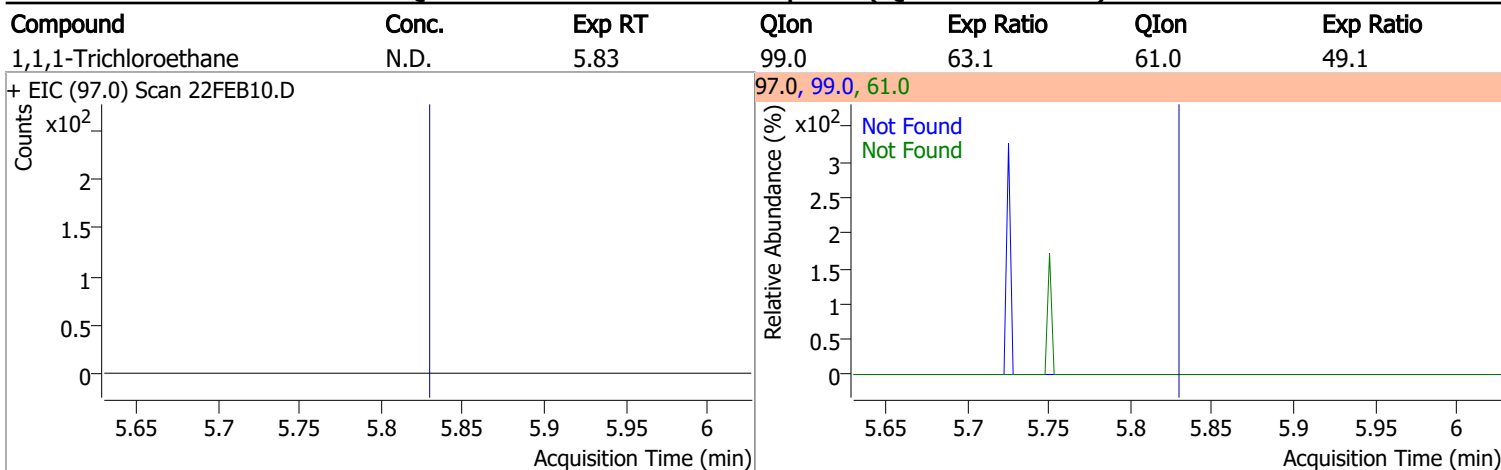 Compound Conc. Exp RT QIon Exp Ratio QIon Exp Ratio
1,1,1-Trichloroethane N.D. 5.83 99.0 63.1 61.0 49.1
+ EIC (97.0) Scan 22FEB10.D
Counts
x10²
2
1.5
1
0.5
0
5.65 5.7 5.75 5.8 5.85 5.9 5.95 6
Acquisition Time (min)
97.0, 99.0, 61.0
Relative Abundance (%)
x10²
Not Found
Not Found
3
2.5
2
1.5
1
0.5
0
5.65 5.7 5.75 5.8 5.85 5.9 5.95 6
Acquisition Time (min)